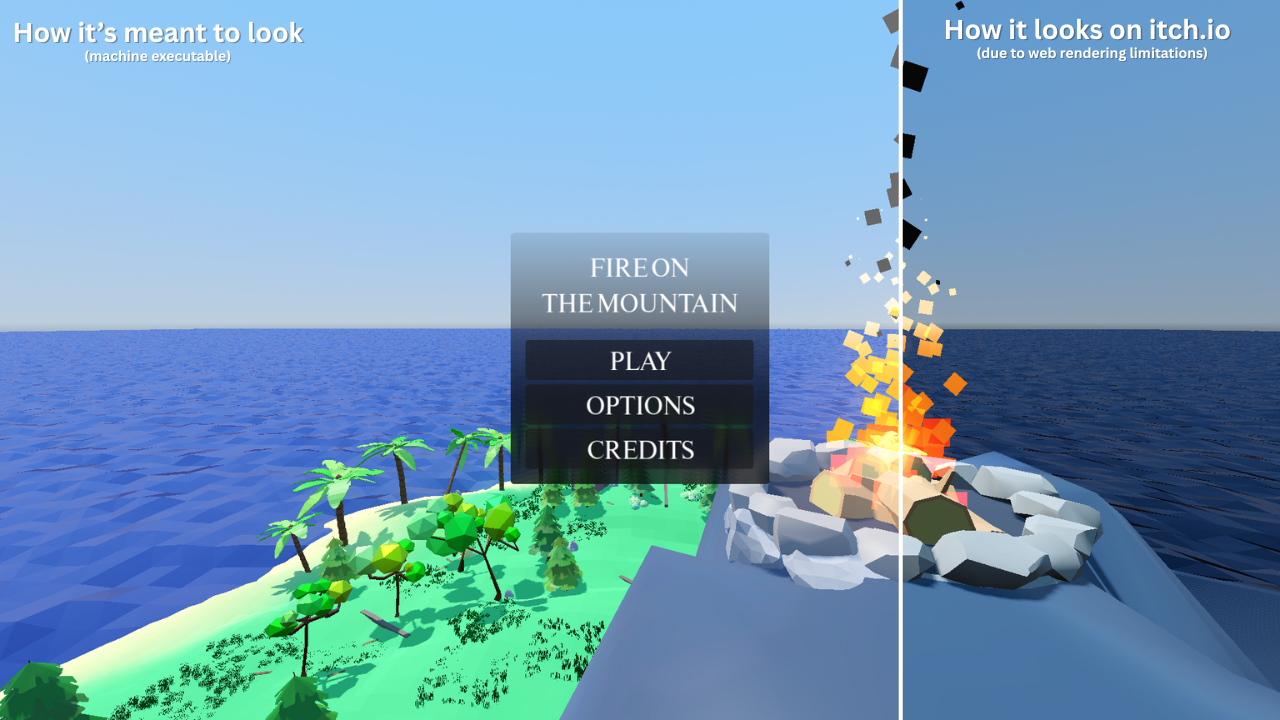 How it’s meant to look
(machine executable)
How it looks on itch.io
(due to web rendering limitations)
FIRE ON
THE MOUNTAIN
PLAY
OPTIONS
CREDITS